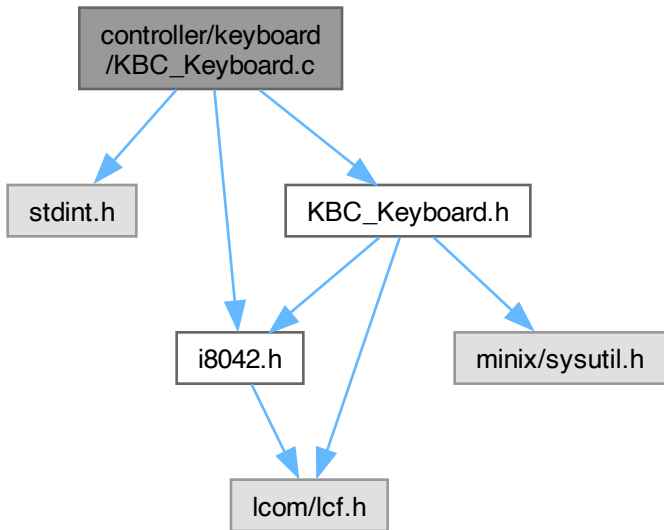 controller/keyboard
/KBC_Keyboard.c
stdint.h
KBC_Keyboard.h
i8042.h
minix/sysutil.h
lcom/lcf.h